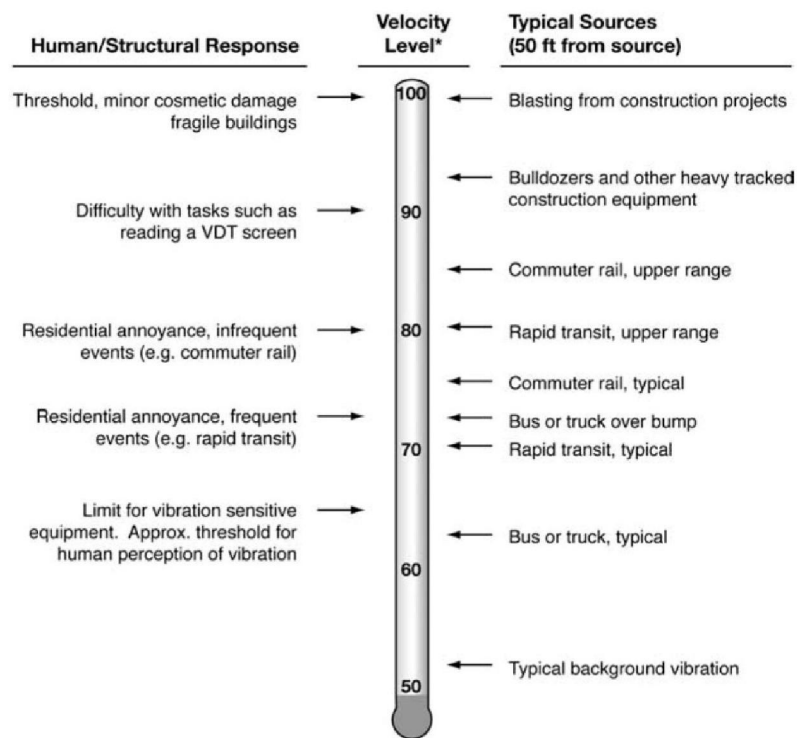 Human/Structural Response
Velocity
Level*
Typical Sources
(50 ft from source)
Threshold, minor cosmetic damage
fragile buildings
100
Blasting from construction projects
Bulldozers and other heavy tracked
construction equipment
Difficulty with tasks such as
reading a VDT screen
90
Commuter rail, upper range
Residential annoyance, infrequent
events (e.g. commuter rail)
80
Rapid transit, upper range
Commuter rail, typical
Residential annoyance, frequent
events (e.g. rapid transit)
Bus or truck over bump
70
Rapid transit, typical
Limit for vibration sensitive
equipment. Approx. threshold for
human perception of vibration
Bus or truck, typical
60
Typical background vibration
50